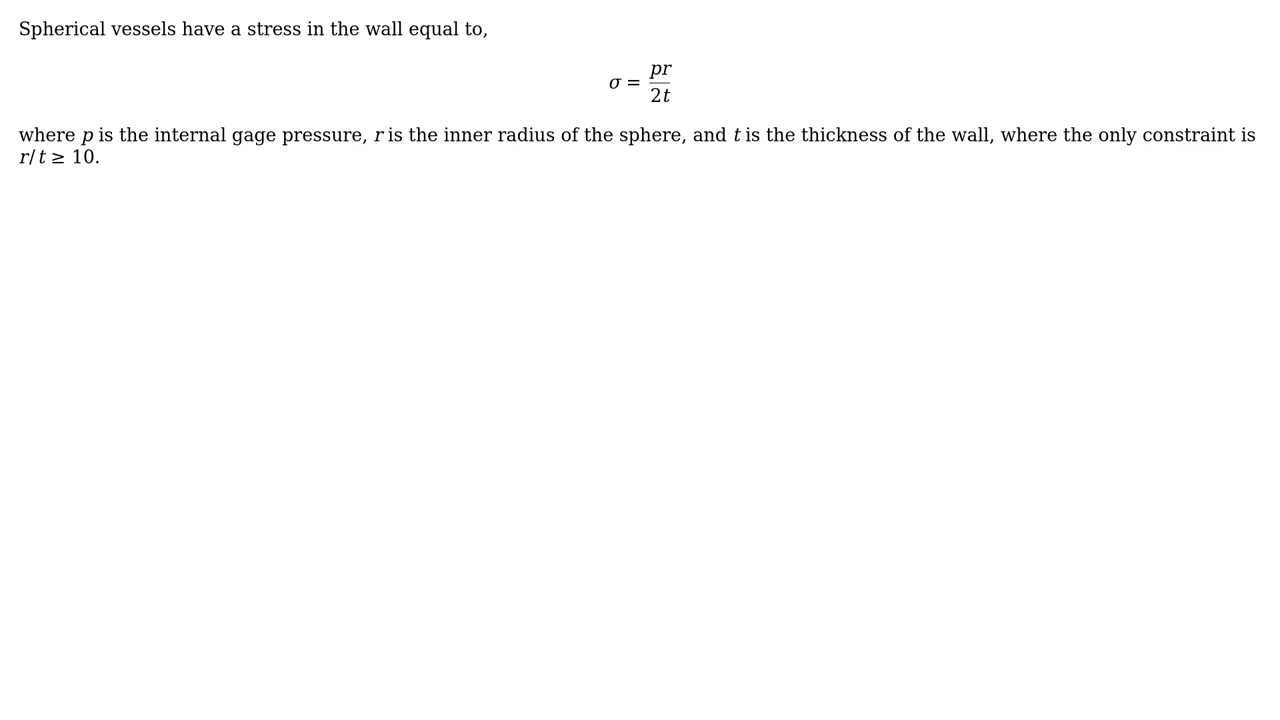 Spherical vessels have a stress in the wall equal to,
σ = pr/2t
where p is the internal gage pressure, r is the inner radius of the sphere, and t is the thickness of the wall, where the only constraint is
r/t ≥ 10.